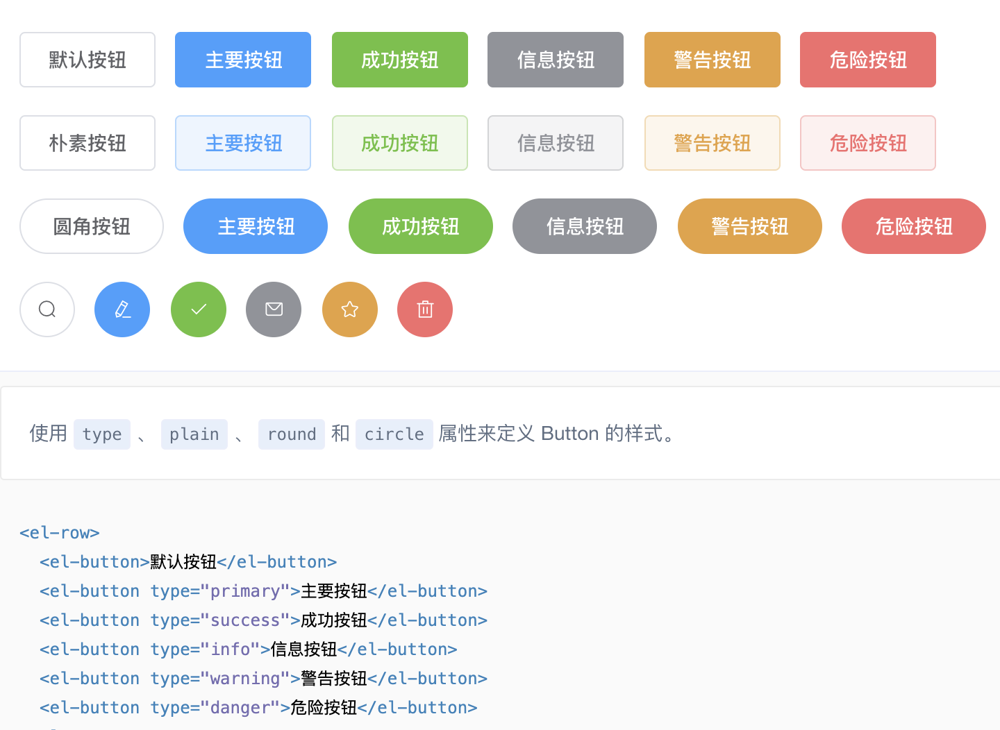 默认按钮 主要按钮 成功按钮 信息按钮 警告按钮 危险按钮
朴素按钮 主要按钮 成功按钮 信息按钮 警告按钮 危险按钮
圆角按钮 主要按钮 成功按钮 信息按钮 警告按钮 危险按钮
使用 type 、 plain 、 round 和 circle 属性来定义 Button 的样式。
<el-row>
  <el-button>默认按钮</el-button>
  <el-button type="primary">主要按钮</el-button>
  <el-button type="success">成功按钮</el-button>
  <el-button type="info">信息按钮</el-button>
  <el-button type="warning">警告按钮</el-button>
  <el-button type="danger">危险按钮</el-button>